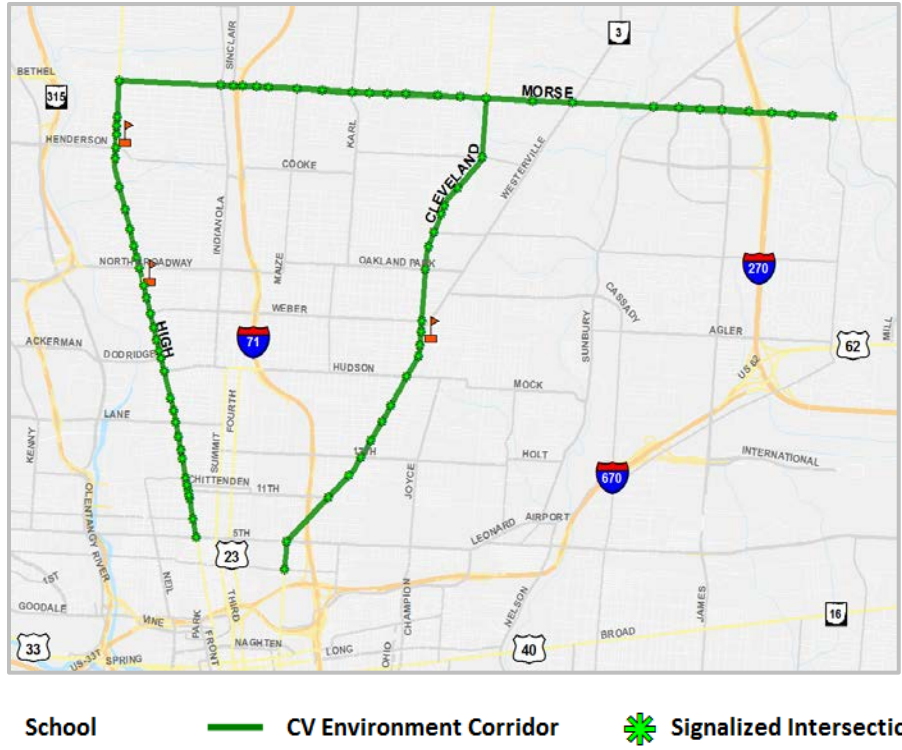 SINCLAIR
3
BETHEL
315
MORSE
HENDERSON
KARL
COOKE
CLEVELAND
WESTERVILLE
INDIANOLA
NORTH BROADWAY
MAIZE
OAKLAND PARK
270
CASSADY
WEBER
HIGH
SUNBURY
AGLER
MILL
ACKERMAN
71
62
DODRIDGE
HUDSON
US 62
MOCK
LANE
FOURTH
KENNY
SUMMIT
17TH
HOLT
INTERNATIONAL
JOYCE
670
CHITTENDEN
11TH
OLENTANGY RIVER
AIRPORT
LEONARD
5TH
23
1ST
NEIL
THIRD
CHAMPION
NELSON
JAMES
GOODALE
VINE
PARK
FRONT
16
BROAD
33
NAGHTEN
LONG
OHIO
40
US-33T
SPRING
School CV Environment Corridor Signalized Intersectio